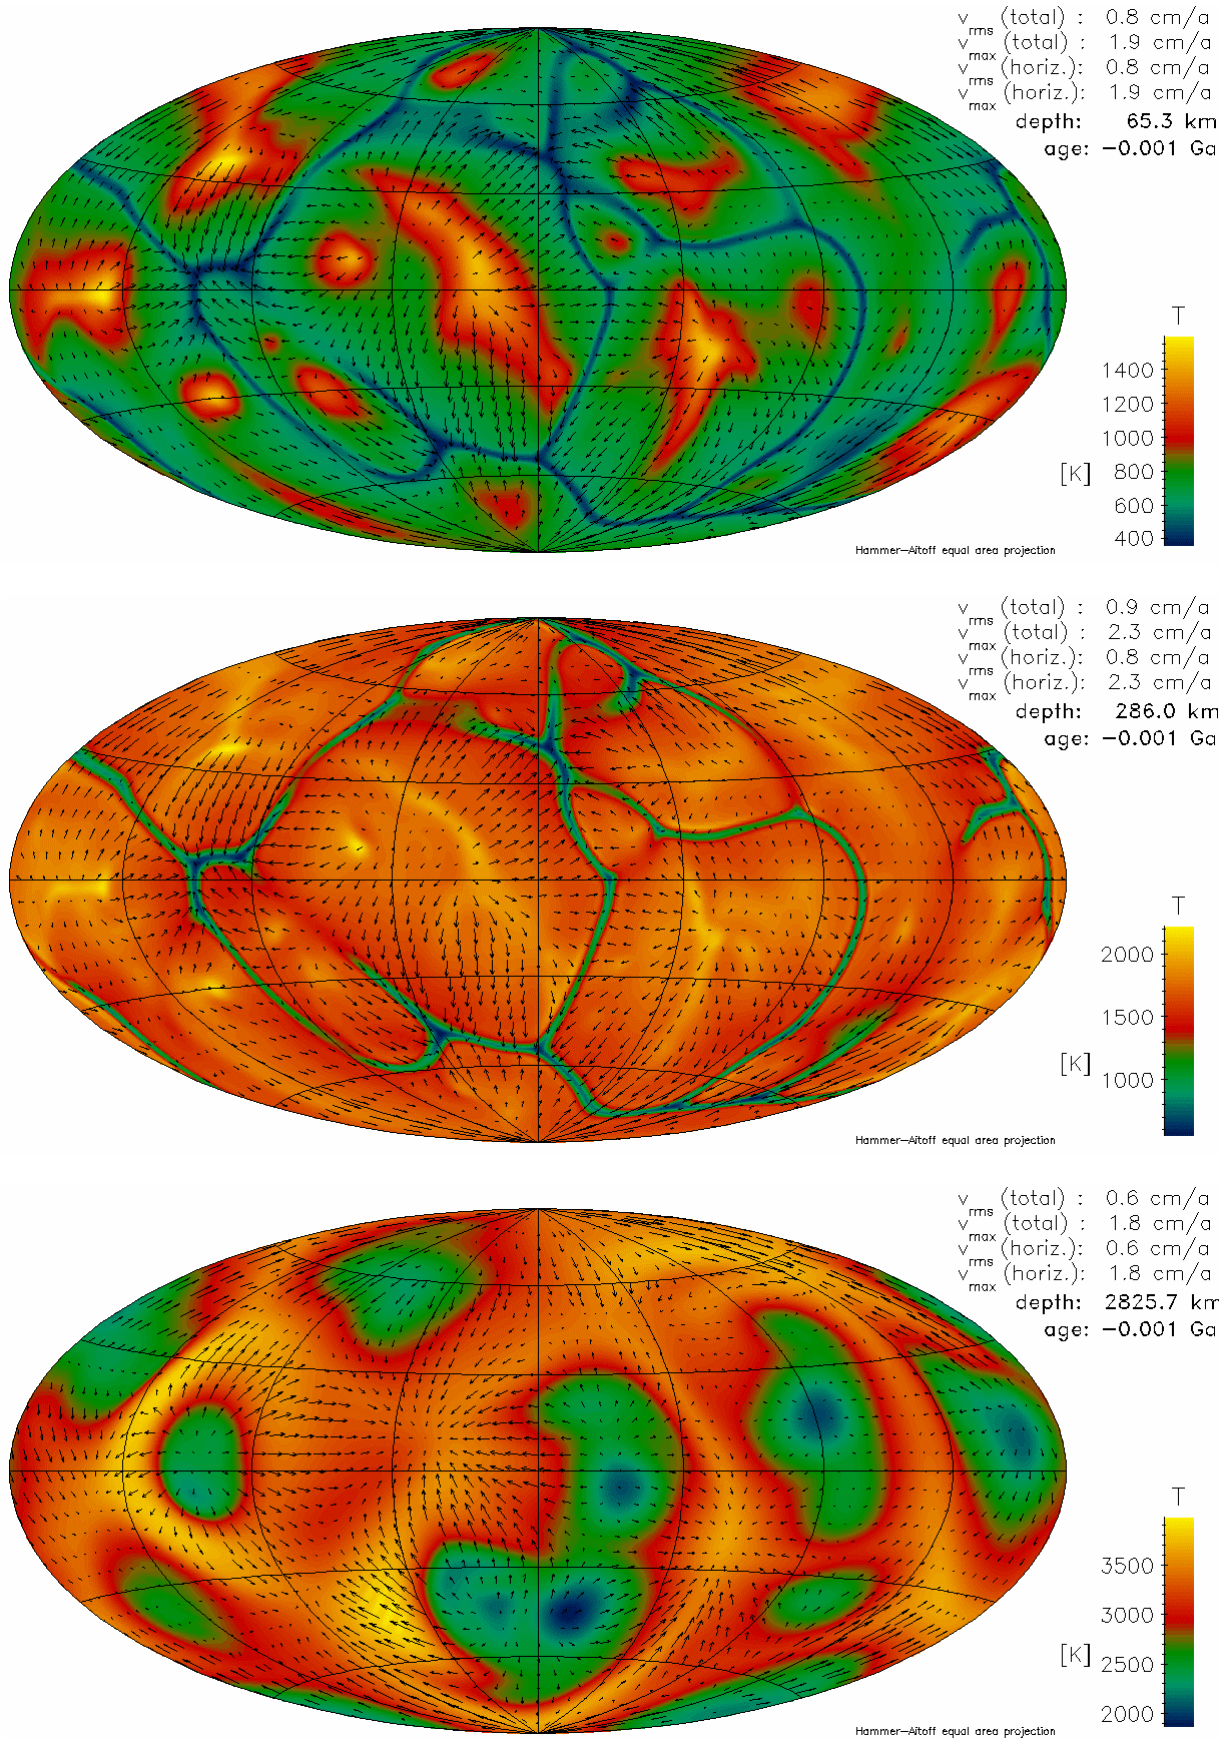 v_rms (total) : 0.8 cm/a
v_max (total) : 1.9 cm/a
v_rms (horiz.): 0.8 cm/a
v_max (horiz.): 1.9 cm/a
depth: 65.3 km
age: −0.001 Ga
T
1400
1200
1000
[K] 800
600
400
Hammer−Aitoff equal area projection
v_rms (total) : 0.9 cm/a
v_max (total) : 2.3 cm/a
v_rms (horiz.): 0.8 cm/a
v_max (horiz.): 2.3 cm/a
depth: 286.0 km
age: −0.001 Ga
T
2000
1500
[K] 1000
Hammer−Aitoff equal area projection
v_rms (total) : 0.6 cm/a
v_max (total) : 1.8 cm/a
v_rms (horiz.): 0.6 cm/a
v_max (horiz.): 1.8 cm/a
depth: 2825.7 km
age: −0.001 Ga
T
3500
3000
[K] 2500
2000
Hammer−Aitoff equal area projection